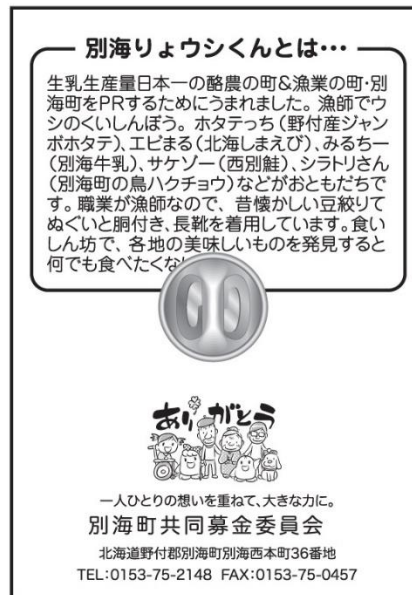 別海りょウシくんとは…
生乳生産量日本一の酪農の町&漁業の町・別
海町をPRするためにうまれました。漁師でウ
シのくいしんぼう。ホタテっち(野付産ジャン
ボホタテ)、エビまる(北海しまえび)、みるちー
(別海牛乳)、サケゾー(西別鮭)、シラトリさん
(別海町の鳥ハクチョウ)などがおともだちで
す。職業が漁師なので、昔懐かしい豆絞りて
ぬぐいと胴付き、長靴を着用しています。食い
しん坊で、各地の美味しいものを発見すると
何でも食べたくな
ありがとう
一人ひとりの想いを重ねて、大きな力に。
別海町共同募金委員会
北海道野付郡別海町別海西本町36番地
TEL:0153-75-2148 FAX:0153-75-0457